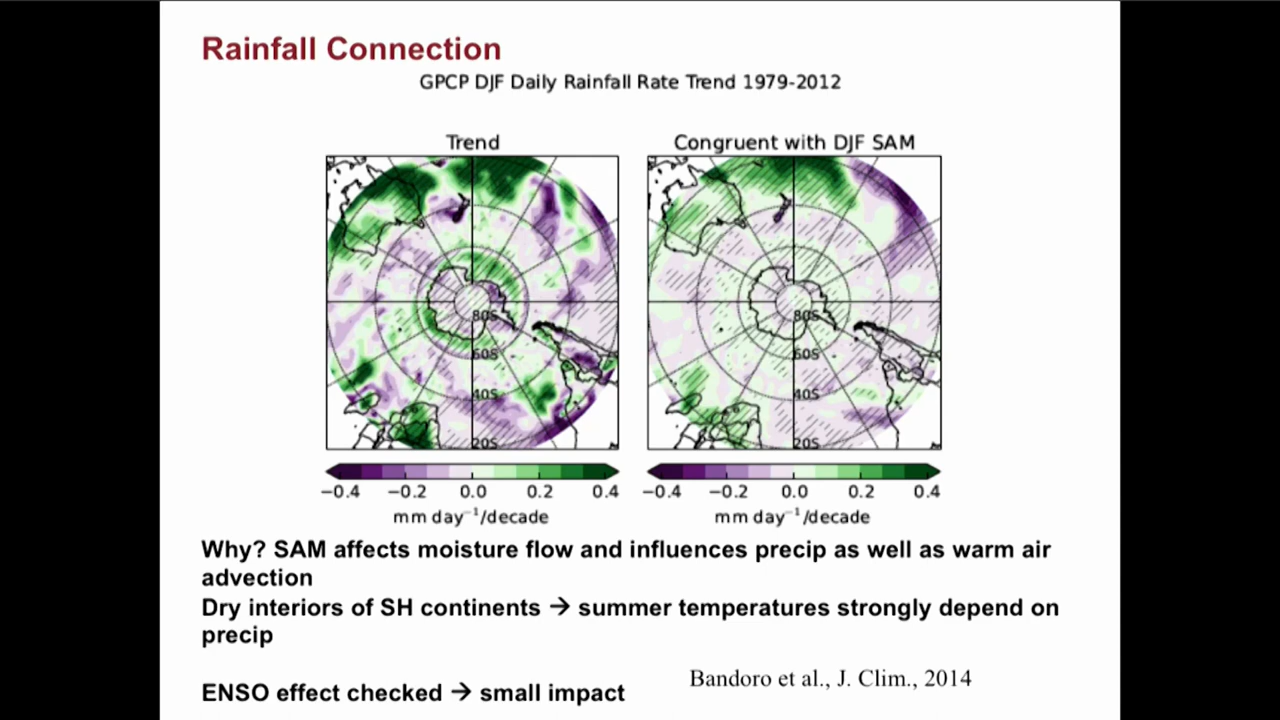 Rainfall Connection
GPCP DJF Daily Rainfall Rate Trend 1979-2012
Trend
Congruent with DJF SAM
80S
60S
40S
20S
80S
60S
40S
20S
−0.4 −0.2 0.0 0.2 0.4
−0.4 −0.2 0.0 0.2 0.4
mm day⁻¹/decade
mm day⁻¹/decade
Why? SAM affects moisture flow and influences precip as well as warm air
advection
Dry interiors of SH continents → summer temperatures strongly depend on
precip
Bandoro et al., J. Clim., 2014
ENSO effect checked → small impact